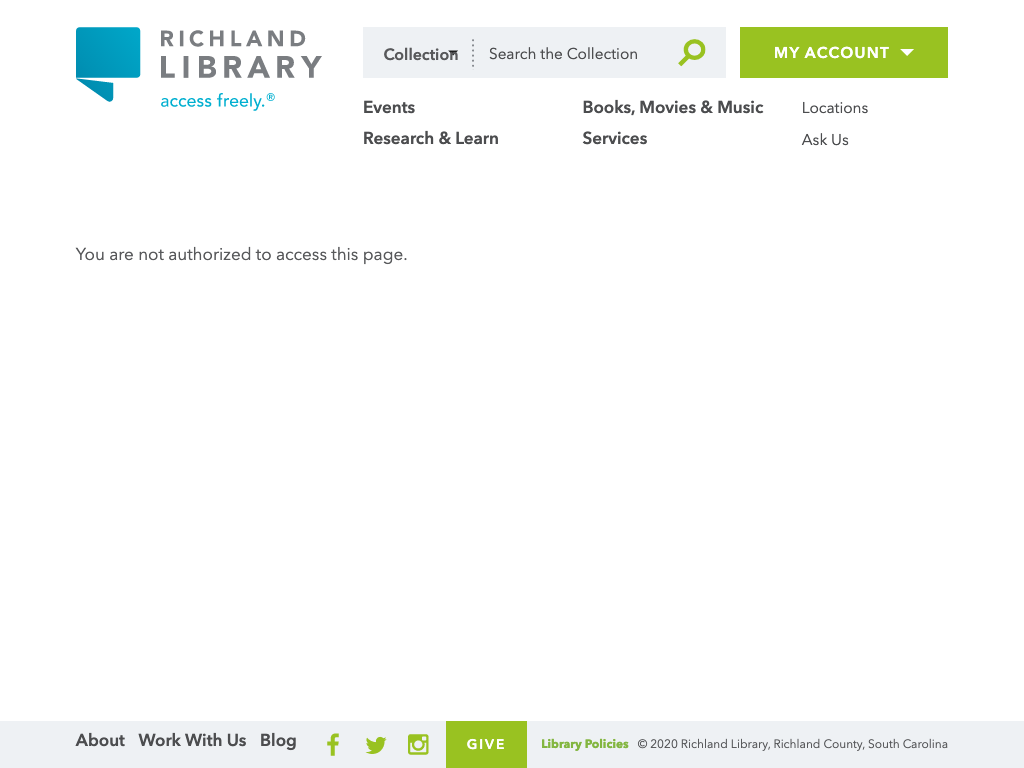 RICHLAND
LIBRARY
access freely.®
Collection
Search the Collection
MY ACCOUNT
Events
Books, Movies & Music
Locations
Research & Learn
Services
Ask Us
You are not authorized to access this page.
About Work With Us Blog
GIVE
Library Policies © 2020 Richland Library, Richland County, South Carolina